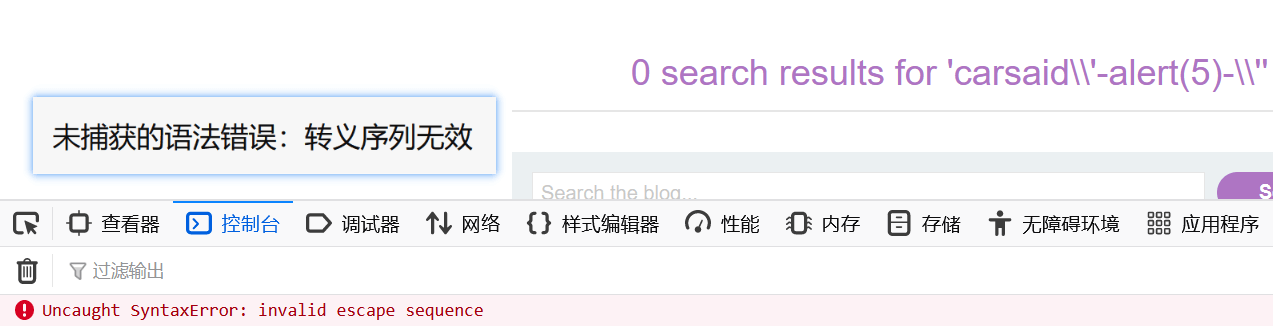 0 search results for 'carsaid\\'-alert(5)-\\''
未捕获的语法错误：转义序列无效
Search the blog...
S
查看器 控制台 调试器 网络 样式编辑器 性能 内存 存储 无障碍环境 应用程序
过滤输出
Uncaught SyntaxError: invalid escape sequence